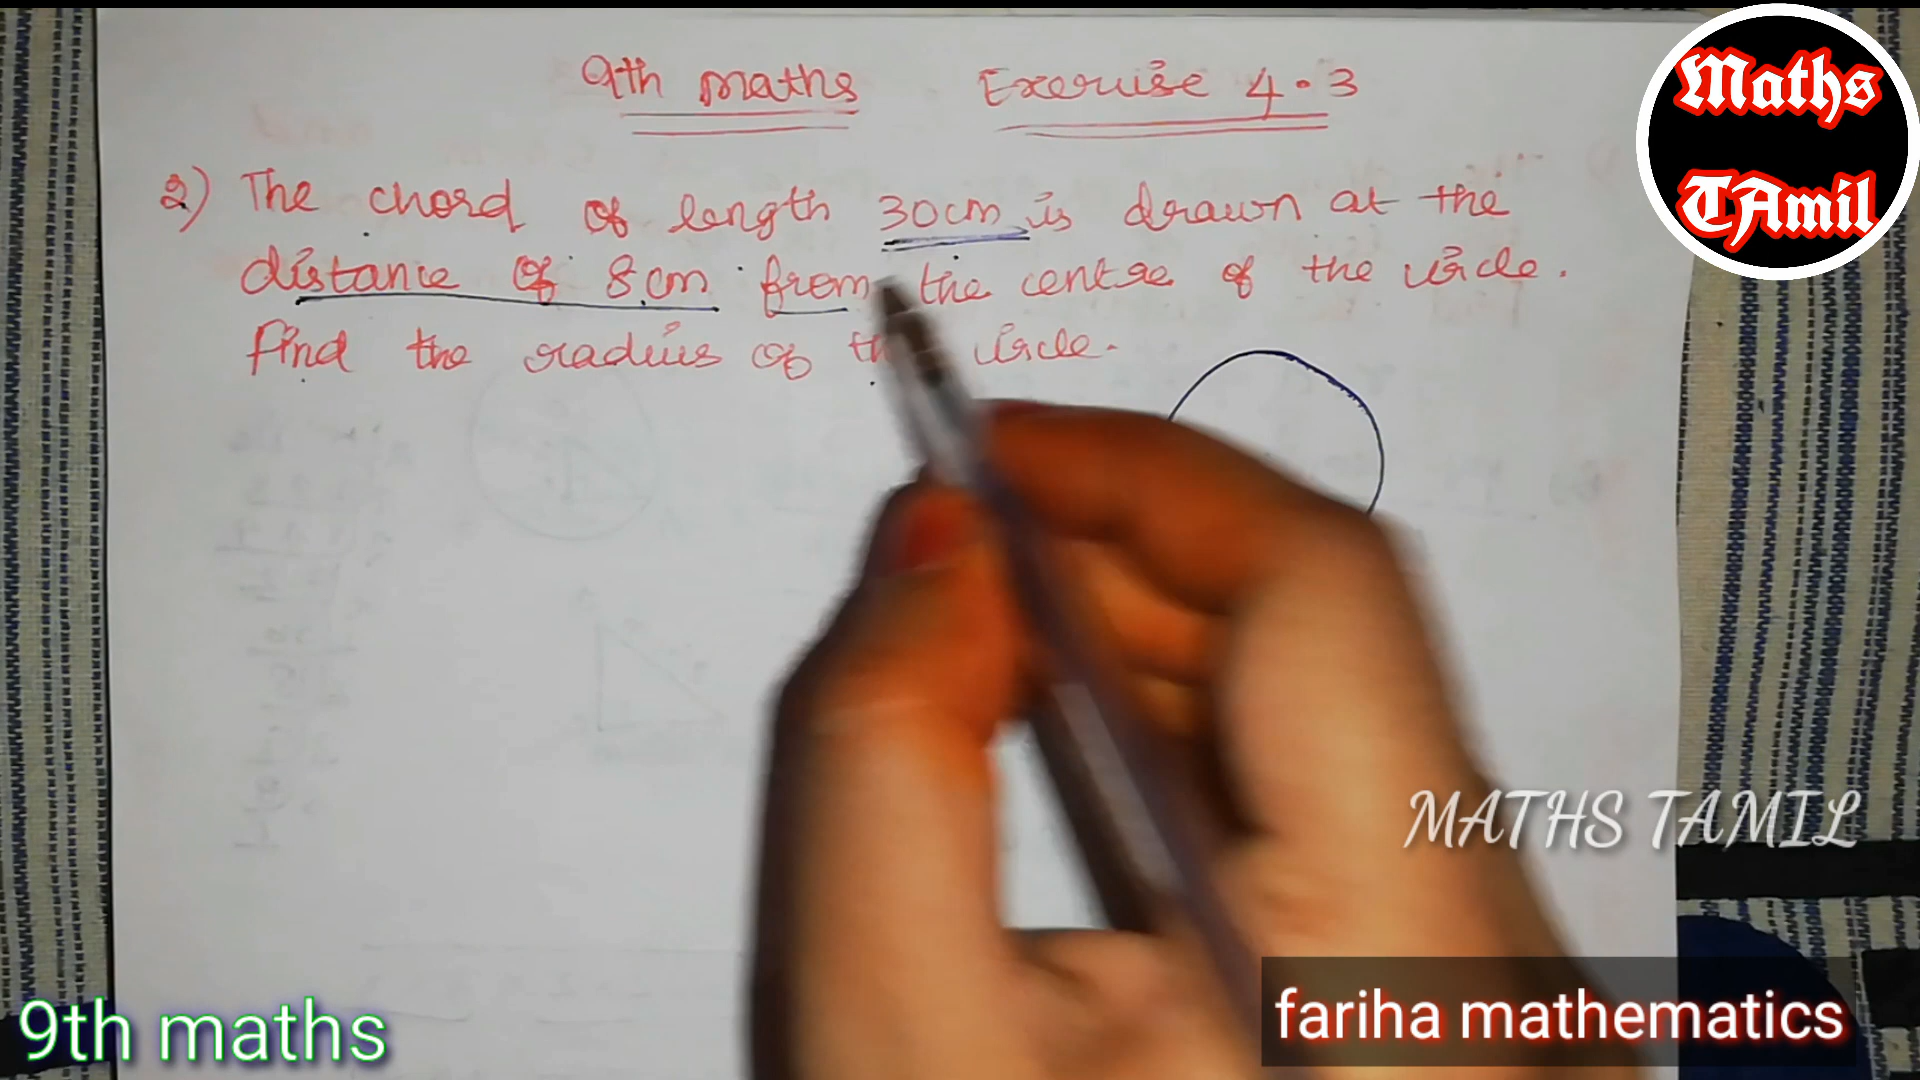 9th maths Exercise 4.3
2) The chord of length 30cm is drawn at the
distance of 8cm from the centre of the circle.
Find the radius of circle.
Maths
TAmil
MATHS TAMIL
9th maths
fariha mathematics